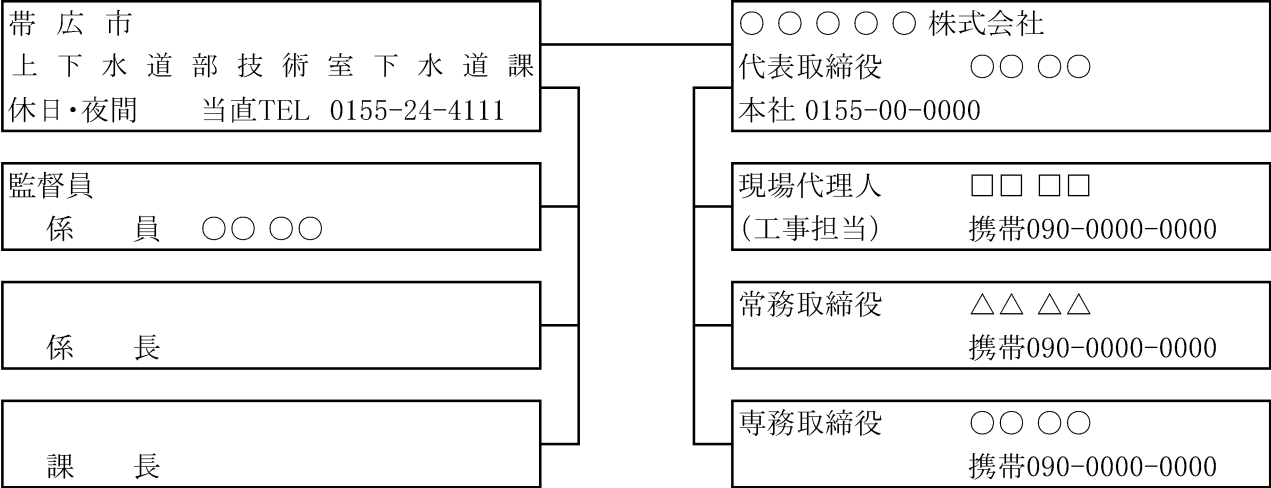 帯 広 市
上 下 水 道 部 技 術 室 下 水 道 課
休日・夜間 当直TEL 0155-24-4111
監督員
係 員 ○○ ○○
係 長
課 長
○ ○ ○ ○ ○ 株式会社
代表取締役 ○○ ○○
本社 0155-00-0000
現場代理人 □□ □□
(工事担当) 携帯090-0000-0000
常務取締役 △△ △△
携帯090-0000-0000
専務取締役 ○○ ○○
携帯090-0000-0000